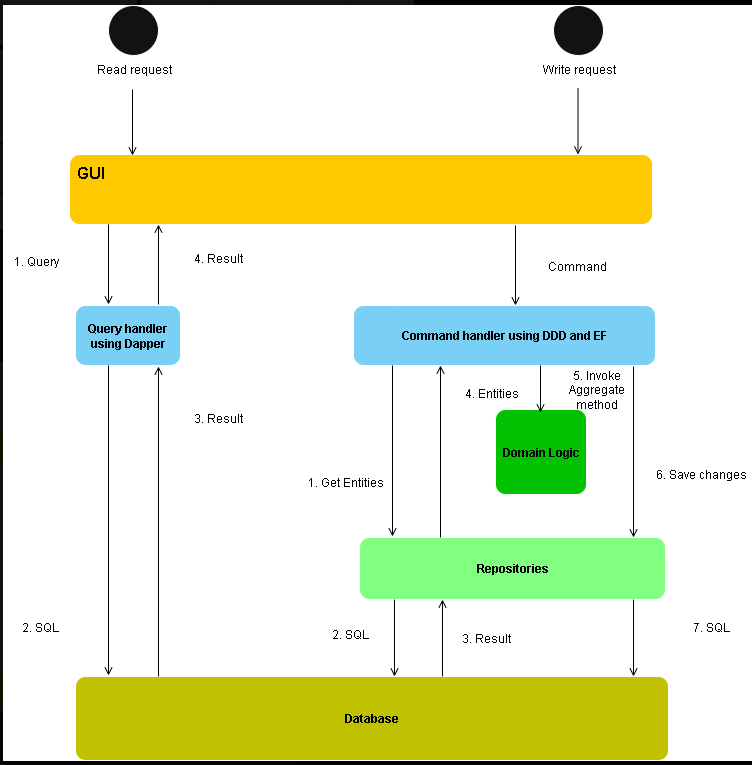 Read request
Write request
GUI
1. Query
4. Result
Command
Query handler
using Dapper
Command handler using DDD and EF
3. Result
4. Entities
5. Invoke
Aggregate
method
Domain Logic
1. Get Entities
6. Save changes
Repositories
2. SQL
2. SQL
3. Result
7. SQL
Database